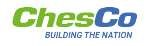 ChesCo
BUILDING THE NATION